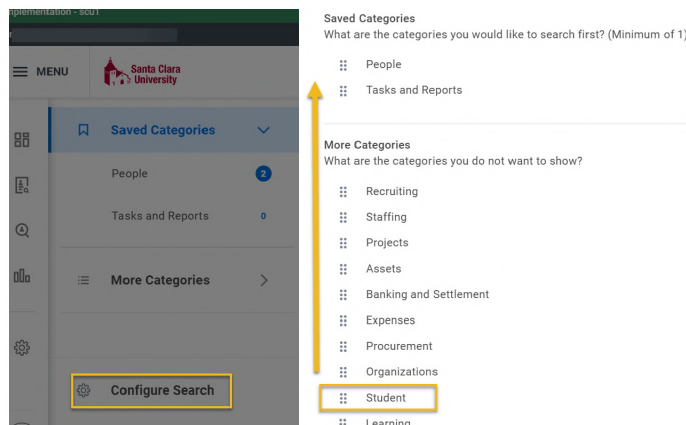 implementation - scu1
MENU
Santa Clara
University
Saved Categories
People
2
Tasks and Reports
0
More Categories
Configure Search
Saved Categories
What are the categories you would like to search first? (Minimum of 1)
People
Tasks and Reports
More Categories
What are the categories you do not want to show?
Recruiting
Staffing
Projects
Assets
Banking and Settlement
Expenses
Procurement
Organizations
Student
Learning